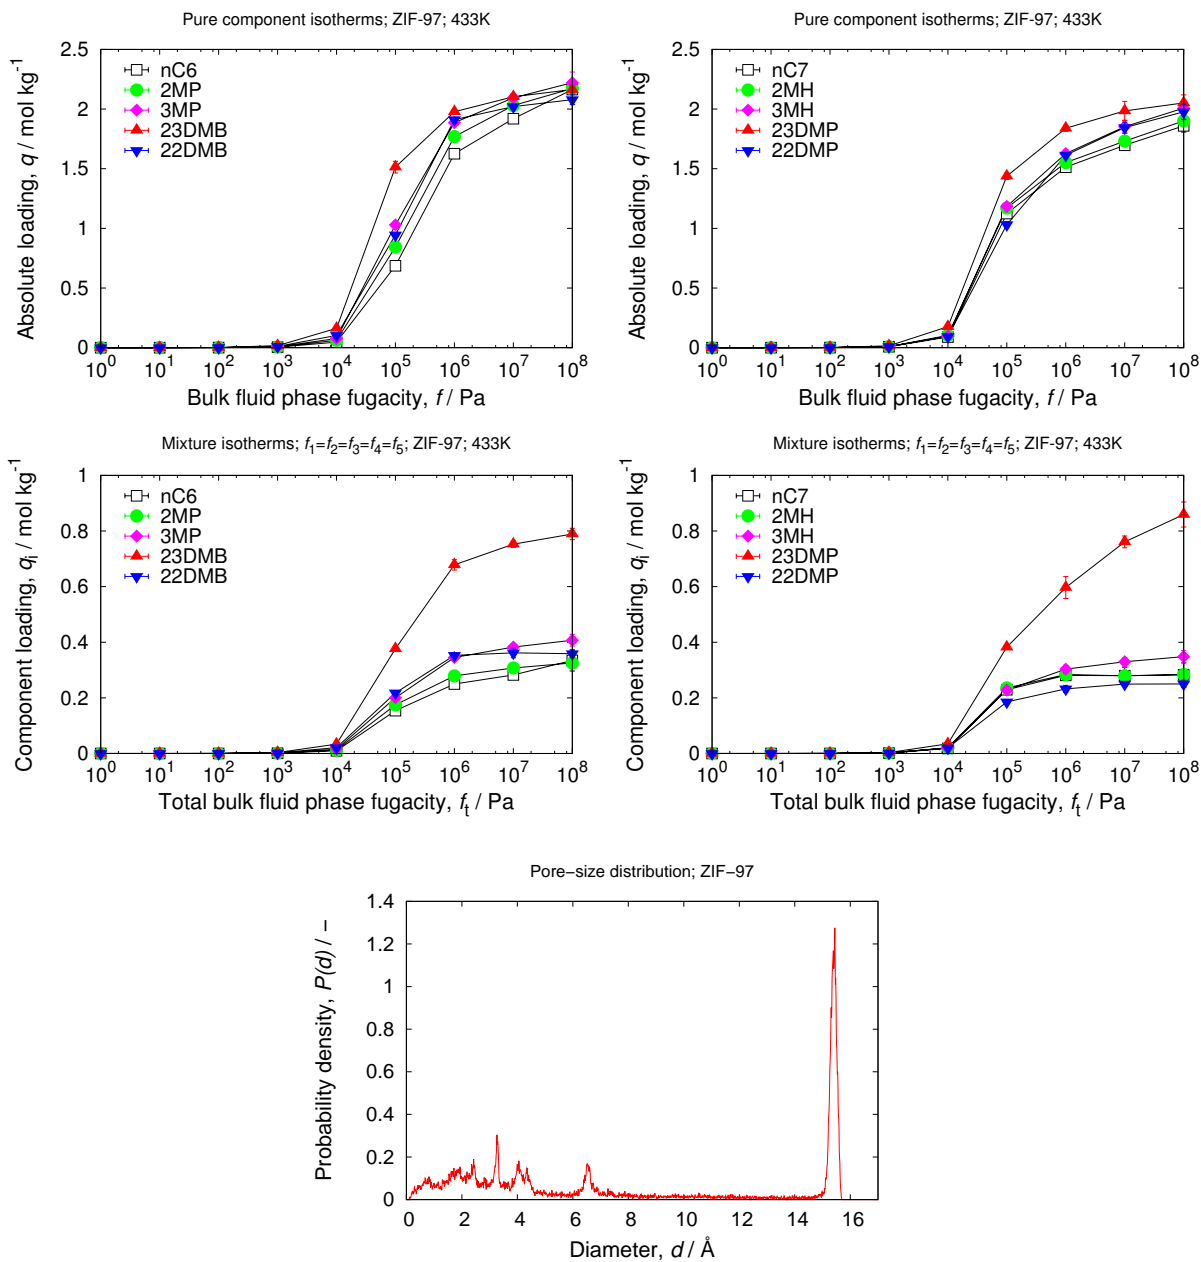 Pure component isotherms; ZIF-97; 433K
2.5
2
1.5
1
0.5
0
Absolute loading, q / mol kg⁻¹
nC6
2MP
3MP
23DMB
22DMB
10⁰ 10¹ 10² 10³ 10⁴ 10⁵ 10⁶ 10⁷ 10⁸
Bulk fluid phase fugacity, f / Pa
Pure component isotherms; ZIF-97; 433K
2.5
2
1.5
1
0.5
0
Absolute loading, q / mol kg⁻¹
nC7
2MH
3MH
23DMP
22DMP
10⁰ 10¹ 10² 10³ 10⁴ 10⁵ 10⁶ 10⁷ 10⁸
Bulk fluid phase fugacity, f / Pa
Mixture isotherms; f₁=f₂=f₃=f₄=f₅; ZIF-97; 433K
1
0.8
0.6
0.4
0.2
0
Component loading, qᵢ / mol kg⁻¹
nC6
2MP
3MP
23DMB
22DMB
10⁰ 10¹ 10² 10³ 10⁴ 10⁵ 10⁶ 10⁷ 10⁸
Total bulk fluid phase fugacity, fₜ / Pa
Mixture isotherms; f₁=f₂=f₃=f₄=f₅; ZIF-97; 433K
1
0.8
0.6
0.4
0.2
0
Component loading, qᵢ / mol kg⁻¹
nC7
2MH
3MH
23DMP
22DMP
10⁰ 10¹ 10² 10³ 10⁴ 10⁵ 10⁶ 10⁷ 10⁸
Total bulk fluid phase fugacity, fₜ / Pa
Pore−size distribution; ZIF−97
1.4
1.2
1
0.8
0.6
0.4
0.2
0
Probability density, P(d) / −
0 2 4 6 8 10 12 14 16
Diameter, d / Å